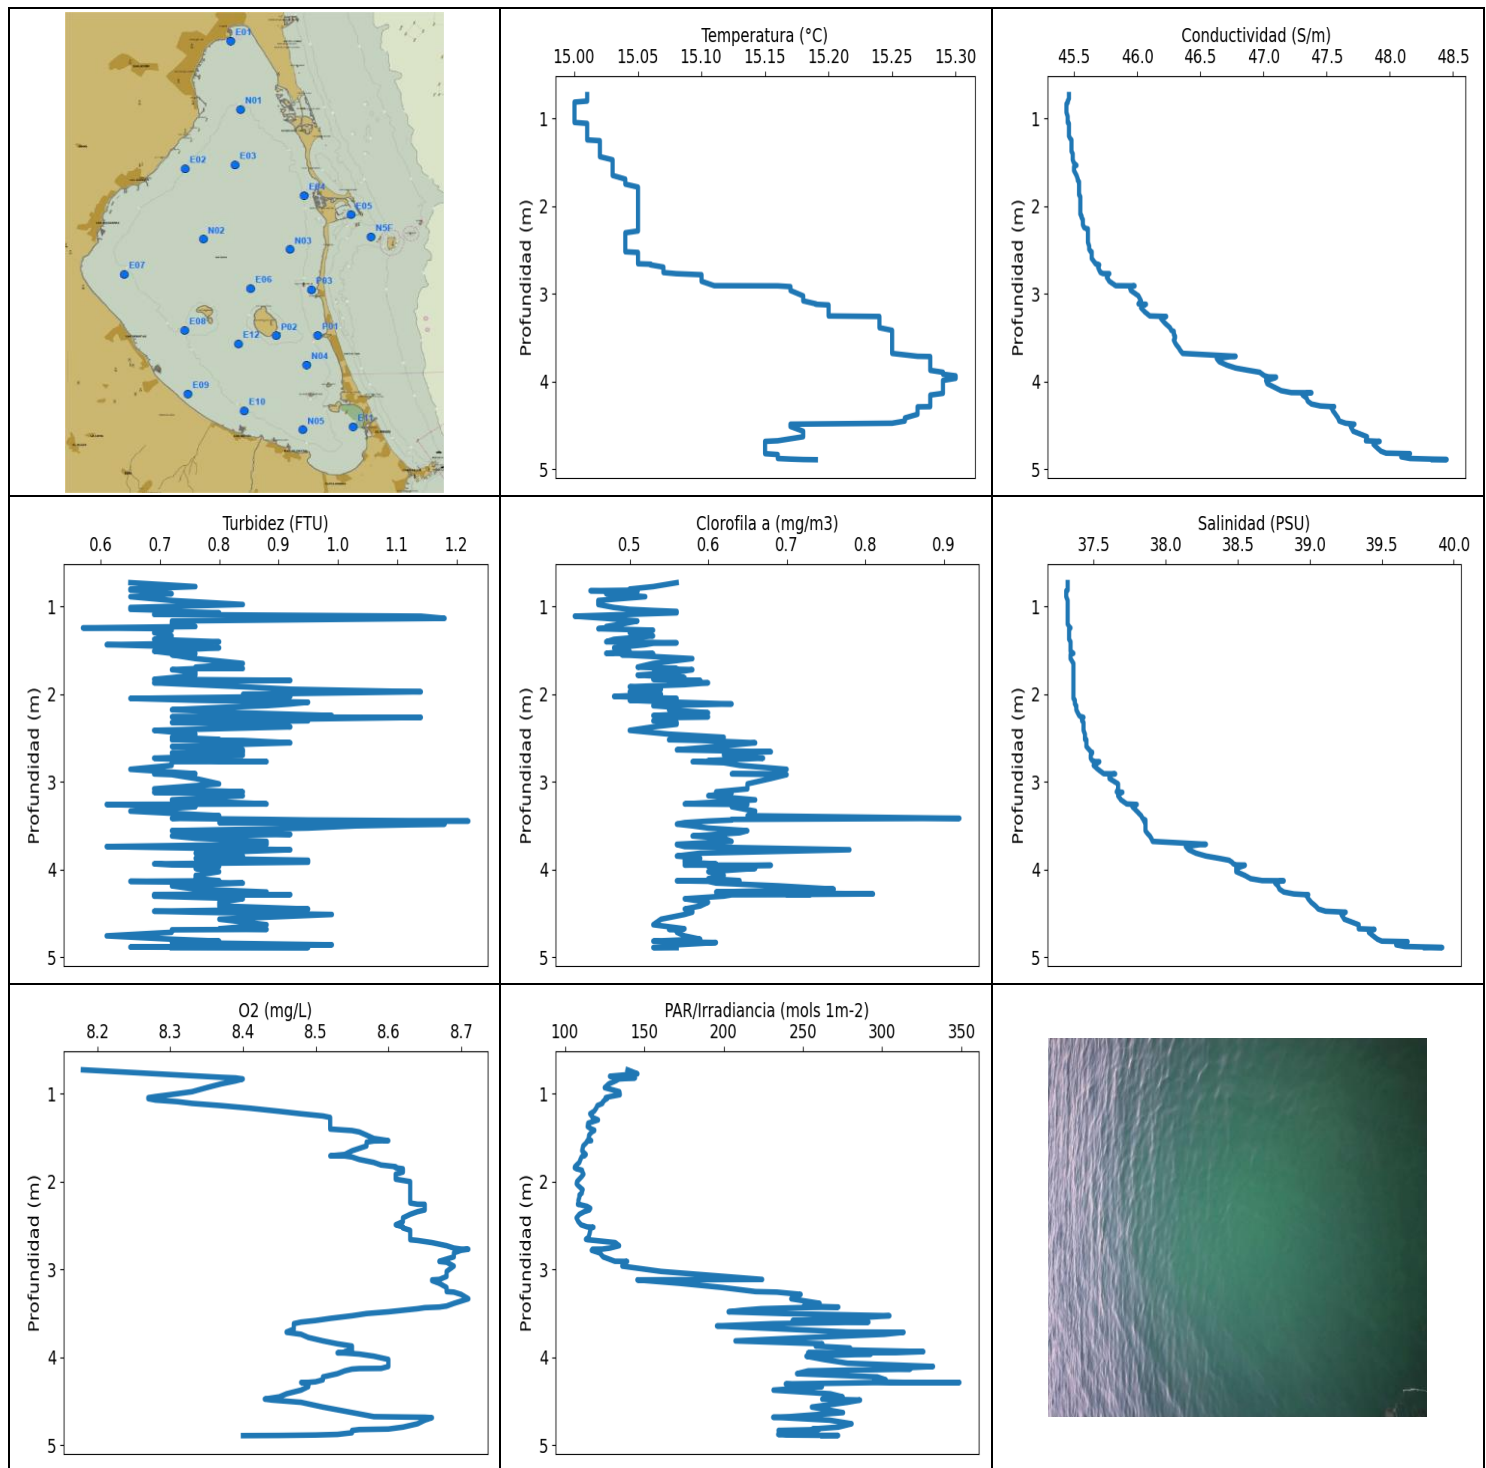 E01
N01
E02
E03
E04
E05
N5F
N02
N03
E07
E06
P03
E08
P02
P01
E12
N04
E09
E10
N05
E11
Temperatura (°C)
15.00 15.05 15.10 15.15 15.20 15.25 15.30
Profundidad (m)
1
2
3
4
5
Conductividad (S/m)
45.5 46.0 46.5 47.0 47.5 48.0 48.5
Profundidad (m)
1
2
3
4
5
Turbidez (FTU)
0.6 0.7 0.8 0.9 1.0 1.1 1.2
Profundidad (m)
1
2
3
4
5
Clorofila a (mg/m3)
0.5 0.6 0.7 0.8 0.9
Profundidad (m)
1
2
3
4
5
Salinidad (PSU)
37.5 38.0 38.5 39.0 39.5 40.0
Profundidad (m)
1
2
3
4
5
O2 (mg/L)
8.2 8.3 8.4 8.5 8.6 8.7
Profundidad (m)
1
2
3
4
5
PAR/Irradiancia (mols 1m-2)
100 150 200 250 300 350
Profundidad (m)
1
2
3
4
5